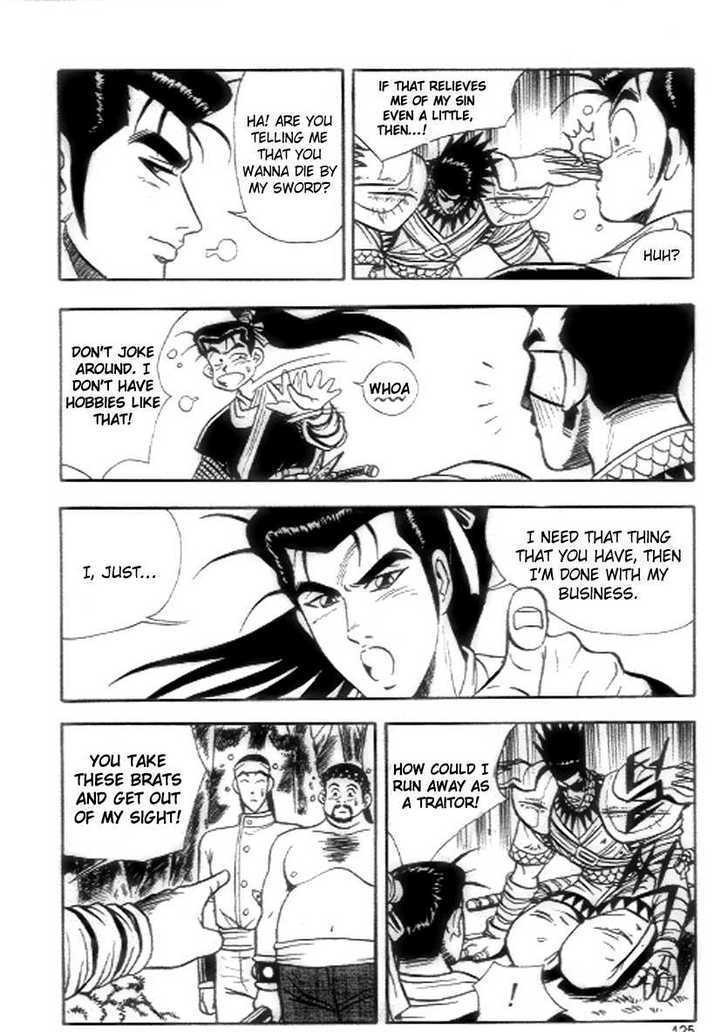 HA! ARE YOU
TELLING ME
THAT YOU
WANNA DIE BY
MY SWORD?
IF THAT RELIEVES
ME OF MY SIN
EVEN A LITTLE,
THEN...!
HUH?
DON'T JOKE
AROUND. I
DON'T HAVE
HOBBIES LIKE
THAT!
WHOA
I, JUST...
I NEED THAT THING
THAT YOU HAVE, THEN
I'M DONE WITH MY
BUSINESS.
YOU TAKE
THESE BRATS
AND GET OUT
OF MY SIGHT!
HOW COULD I
RUN AWAY AS
A TRAITOR!
!